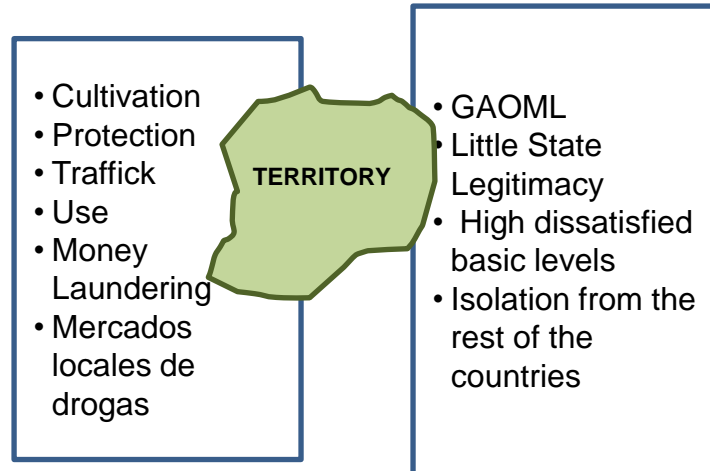 • Cultivation
• Protection
• Traffick
• Use
• Money
Laundering
• Mercados
locales de
drogas
TERRITORY
• GAOML
• Little State
Legitimacy
• High dissatisfied
basic levels
• Isolation from the
rest of the
countries